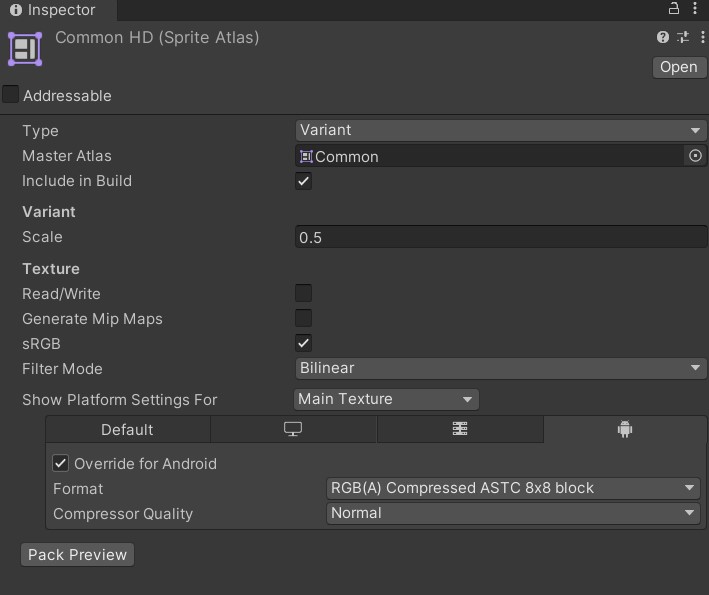 Inspector
Common HD (Sprite Atlas)
Open
Addressable
Type Variant
Master Atlas Common
Include in Build
Variant
Scale 0.5
Texture
Read/Write
Generate Mip Maps
sRGB
Filter Mode Bilinear
Show Platform Settings For Main Texture
Default
Override for Android
Format RGB(A) Compressed ASTC 8x8 block
Compressor Quality Normal
Pack Preview